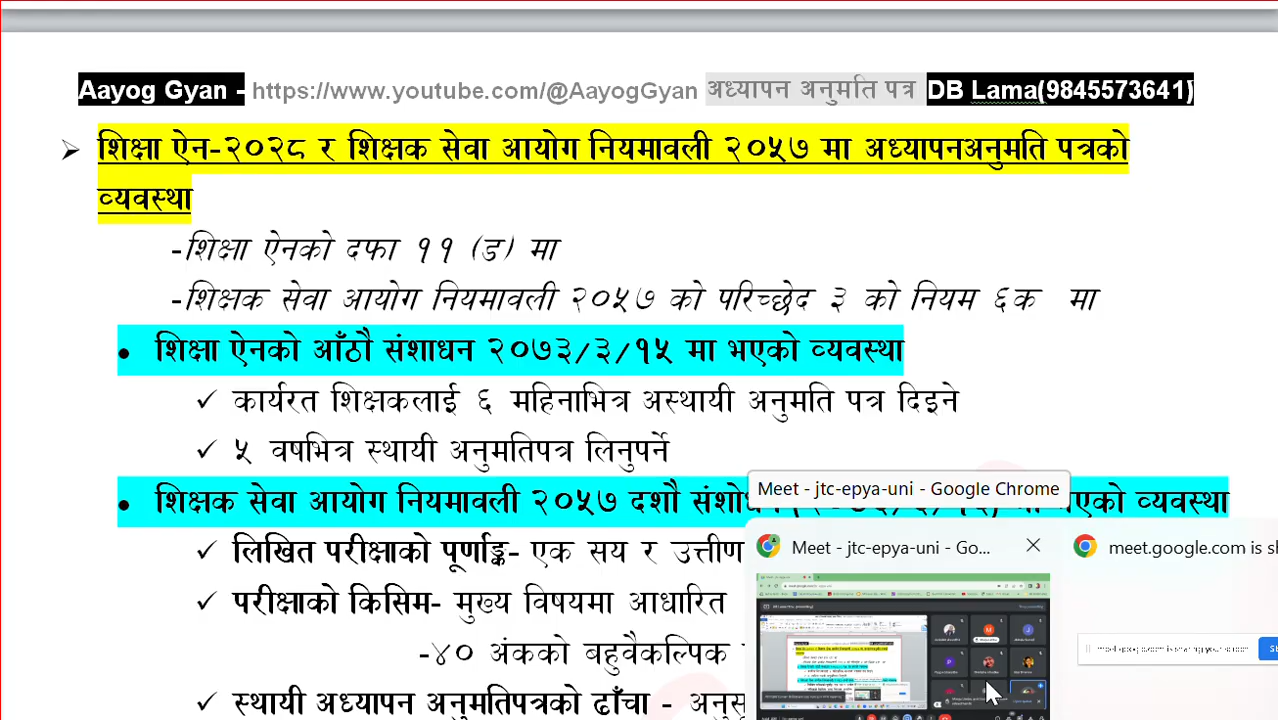 Aayog Gyan - https://www.youtube.com/@AayogGyan अध्यापन अनुमति पत्र DB Lama(9845573641)
शिक्षा ऐन-२०२८ र शिक्षक सेवा आयोग नियमावली २०५७ मा अध्यापनअनुमति पत्रको
व्यवस्था
-शिक्षा ऐनको दफा ११ (ड) मा
-शिक्षक सेवा आयोग नियमावली २०५७ को परिच्छेद ३ को नियम ६क मा
शिक्षा ऐनको आँठौ संशाधन २०७३/३/१५ मा भएको व्यवस्था
कार्यरत शिक्षकलाई ६ महिनाभित्र अस्थायी अनुमति पत्र दिइने
५ वषभित्र स्थायी अनुमतिपत्र लिनुपर्ने
शिक्षक सेवा आयोग नियमावली २०५७ दशौ व्यवस्था
Meet - jtc-epya-uni - Google Chrome
Meet - jtc-epya-uni - Go... meet.google.com is sh
लिखित परीक्षाको पूर्णाङ्क- एक सय र उत्तीण
परीक्षाको किसिम- मुख्य विषयमा आधारित
-४० अंकको बहुवैकल्पिक
स्थायी अध्यापन अनुमतिपत्रको ढाँचा - अनुस